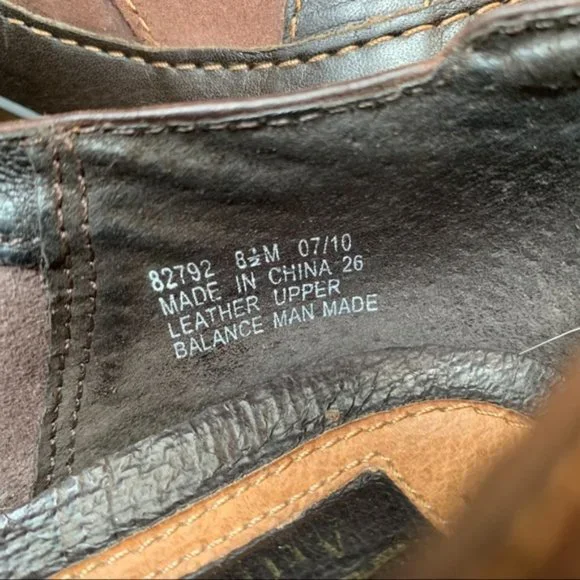 82792 8½M 07/10
MADE IN CHINA 26
LEATHER UPPER
BALANCE MAN MADE